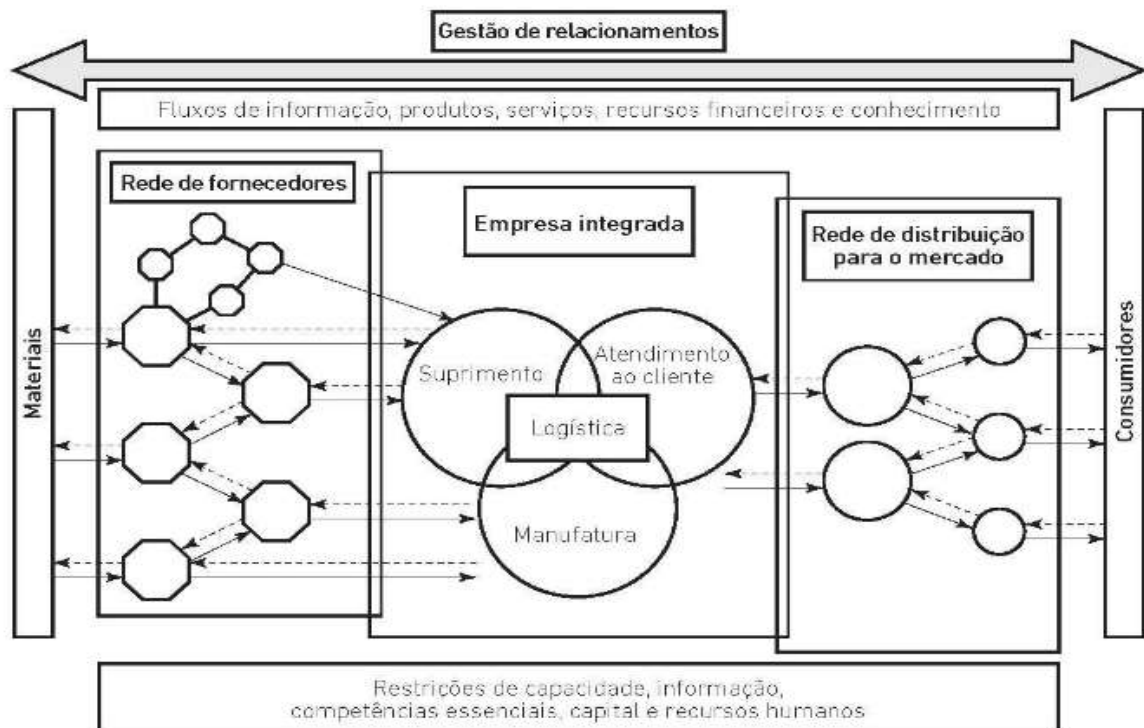 Gestão de relacionamentos
Fluxos de informação, produtos, serviços, recursos financeiros e conhecimento
Rede de fornecedores
Empresa integrada
Rede de distribuição
para o mercado
Materiais
Suprimento
Atendimento
ao cliente
Logística
Manufatura
Consumidores
Restrições de capacidade, informação,
competências essenciais, capital e recursos humanos